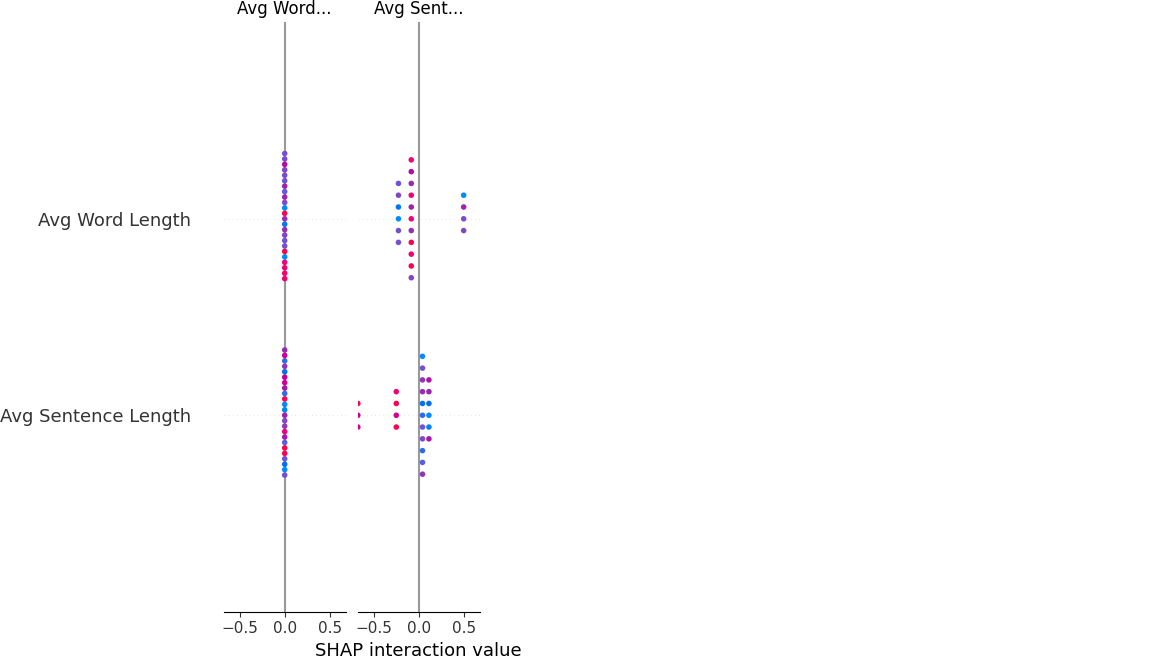 Avg Word... Avg Sent...
Avg Word Length
Avg Sentence Length
−0.5 0.0 0.5 −0.5 0.0 0.5
SHAP interaction value